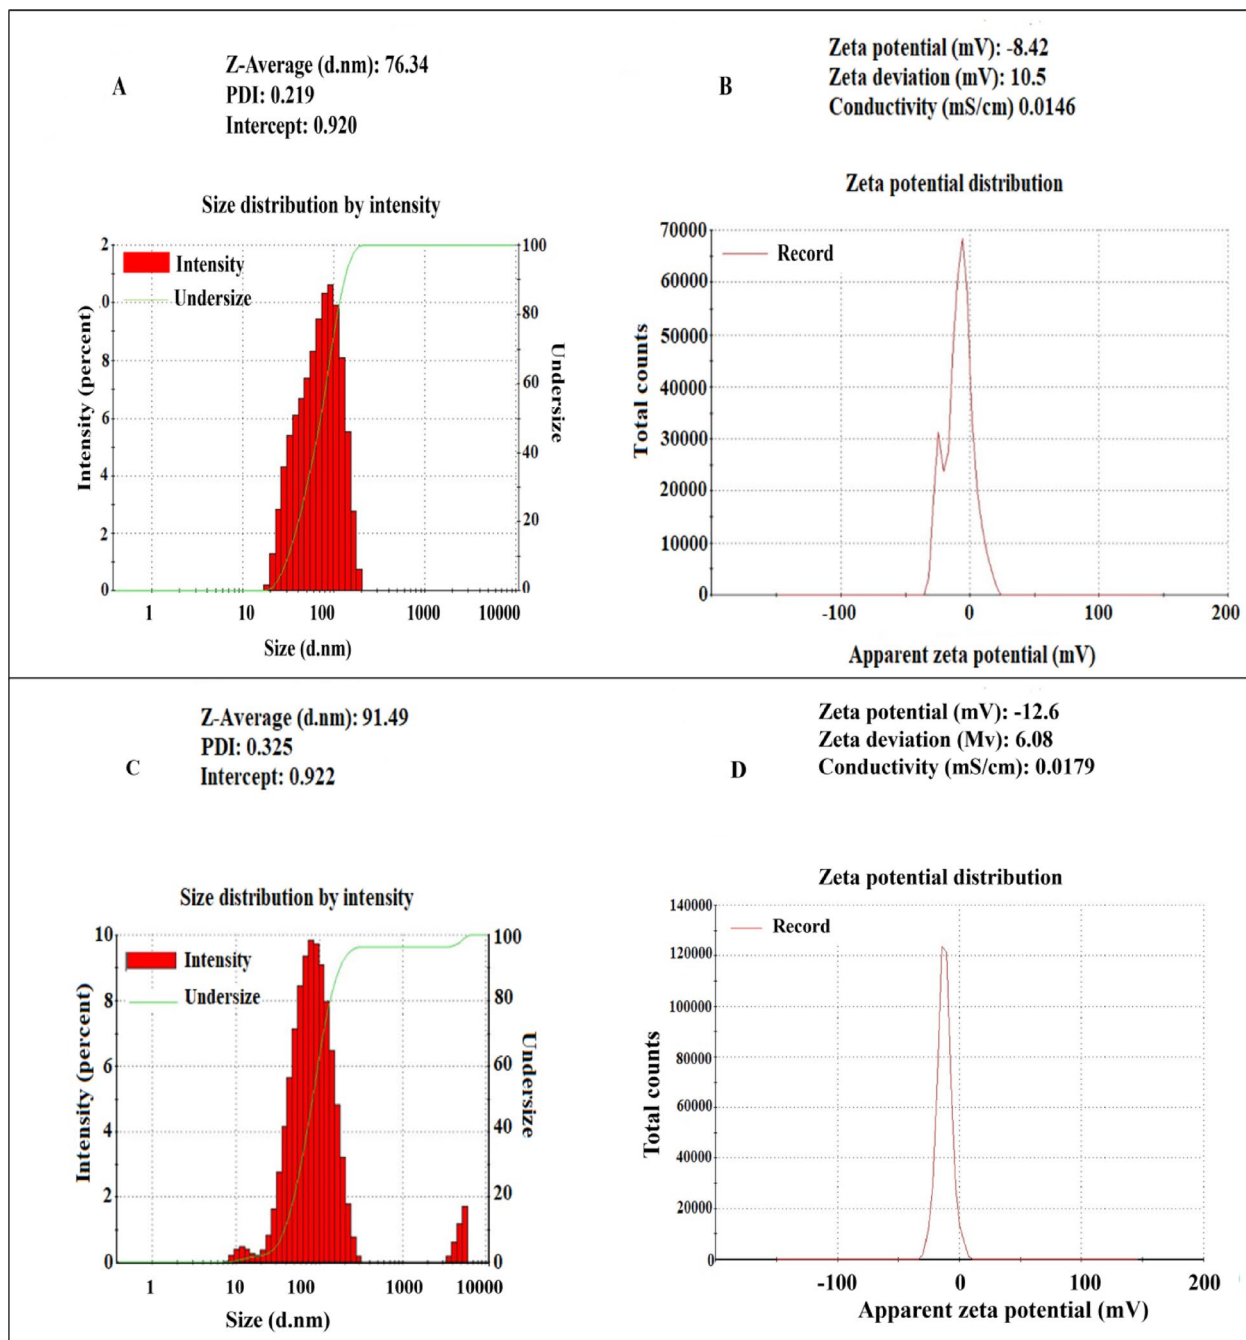 A
Z-Average (d.nm): 76.34
PDI: 0.219
Intercept: 0.920
Size distribution by intensity
Intensity
Undersize
2
0
8
6
4
2
0
Intensity (percent)
100
80
60
40
20
0
Undersize
1 10 100 1000 10000
Size (d.nm)
B
Zeta potential (mV): -8.42
Zeta deviation (mV): 10.5
Conductivity (mS/cm) 0.0146
Zeta potential distribution
Record
70000
60000
50000
40000
30000
20000
10000
0
Total counts
-100 0 100 200
Apparent zeta potential (mV)
C
Z-Average (d.nm): 91.49
PDI: 0.325
Intercept: 0.922
Size distribution by intensity
Intensity
Undersize
10
8
6
4
2
0
Intensity (percent)
100
80
60
40
20
0
Undersize
1 10 100 1000 10000
Size (d.nm)
D
Zeta potential (mV): -12.6
Zeta deviation (Mv): 6.08
Conductivity (mS/cm): 0.0179
Zeta potential distribution
Record
140000
120000
100000
80000
60000
40000
20000
0
Total counts
-100 0 100 200
Apparent zeta potential (mV)